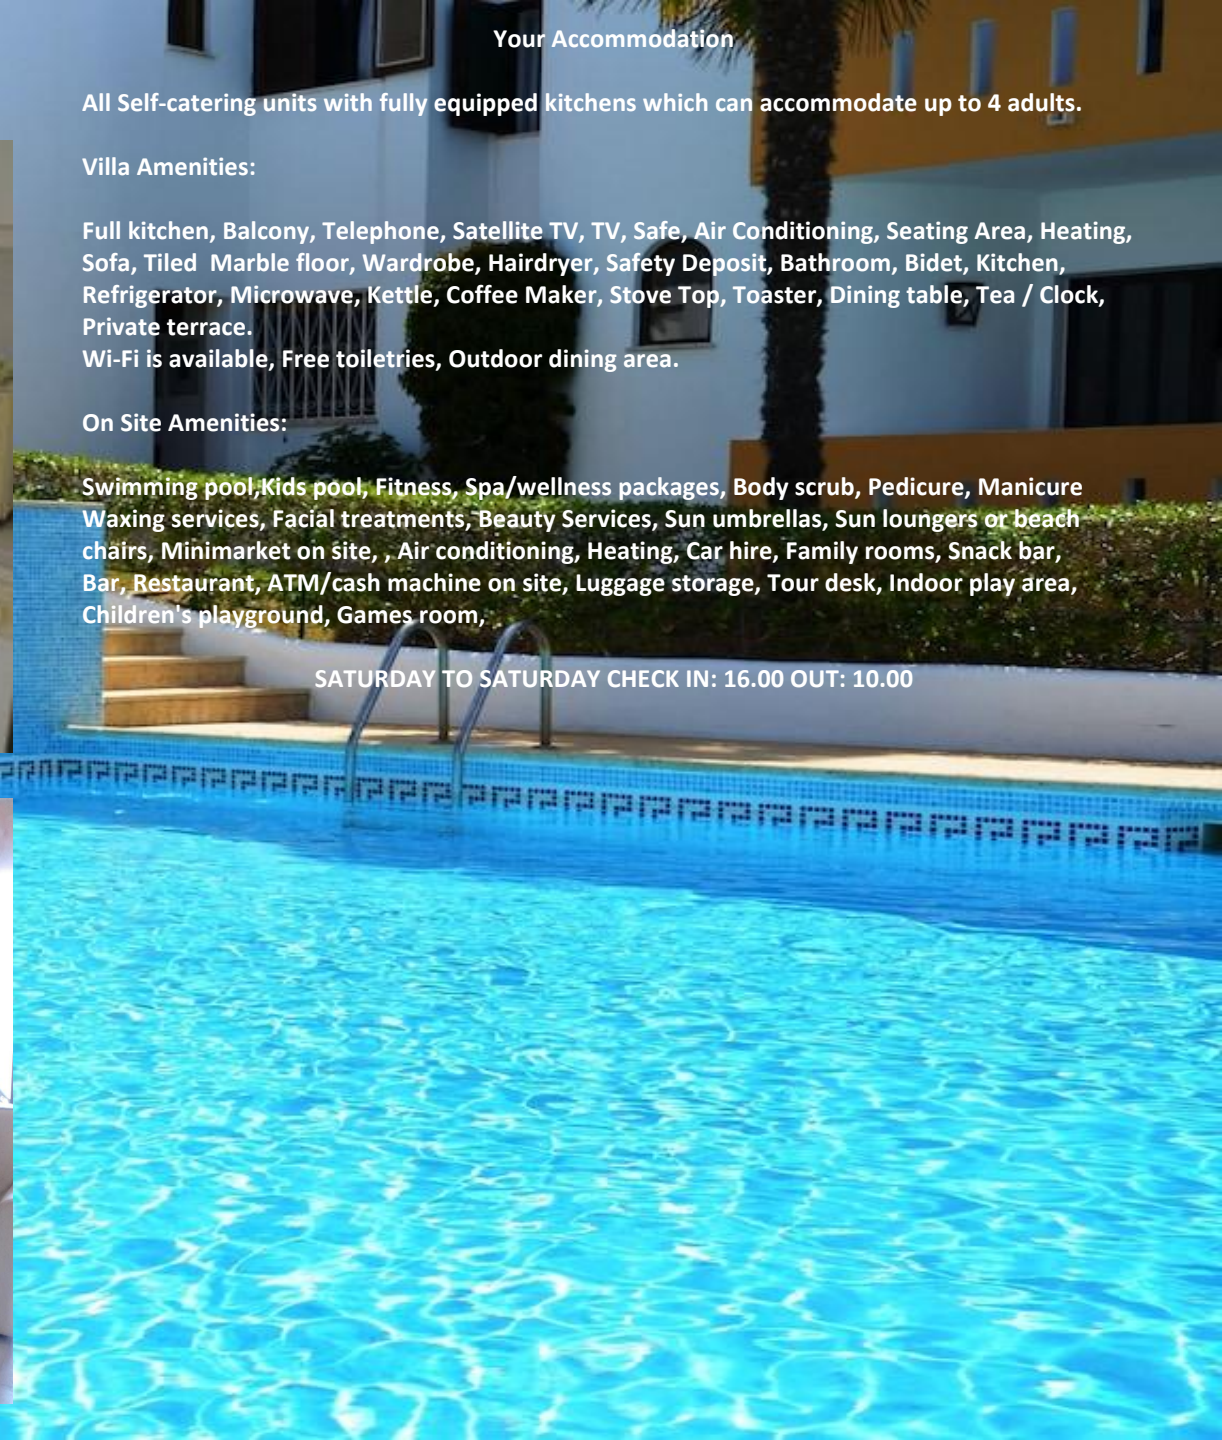 Your Accommodation
All Self-catering units with fully equipped kitchens which can accommodate up to 4 adults.
Villa Amenities:
Full kitchen, Balcony, Telephone, Satellite TV, TV, Safe, Air Conditioning, Seating Area, Heating,
Sofa, Tiled  Marble floor, Wardrobe, Hairdryer, Safety Deposit, Bathroom, Bidet, Kitchen,
Refrigerator, Microwave, Kettle, Coffee Maker, Stove Top, Toaster, Dining table, Tea / Clock,
Private terrace.
Wi-Fi is available, Free toiletries, Outdoor dining area.
On Site Amenities:
Swimming pool,Kids pool, Fitness, Spa/wellness packages, Body scrub, Pedicure, Manicure
Waxing services, Facial treatments, Beauty Services, Sun umbrellas, Sun loungers or beach
chairs, Minimarket on site, , Air conditioning, Heating, Car hire, Family rooms, Snack bar,
Bar, Restaurant, ATM/cash machine on site, Luggage storage, Tour desk, Indoor play area,
Children's playground, Games room,
SATURDAY TO SATURDAY CHECK IN: 16.00 OUT: 10.00